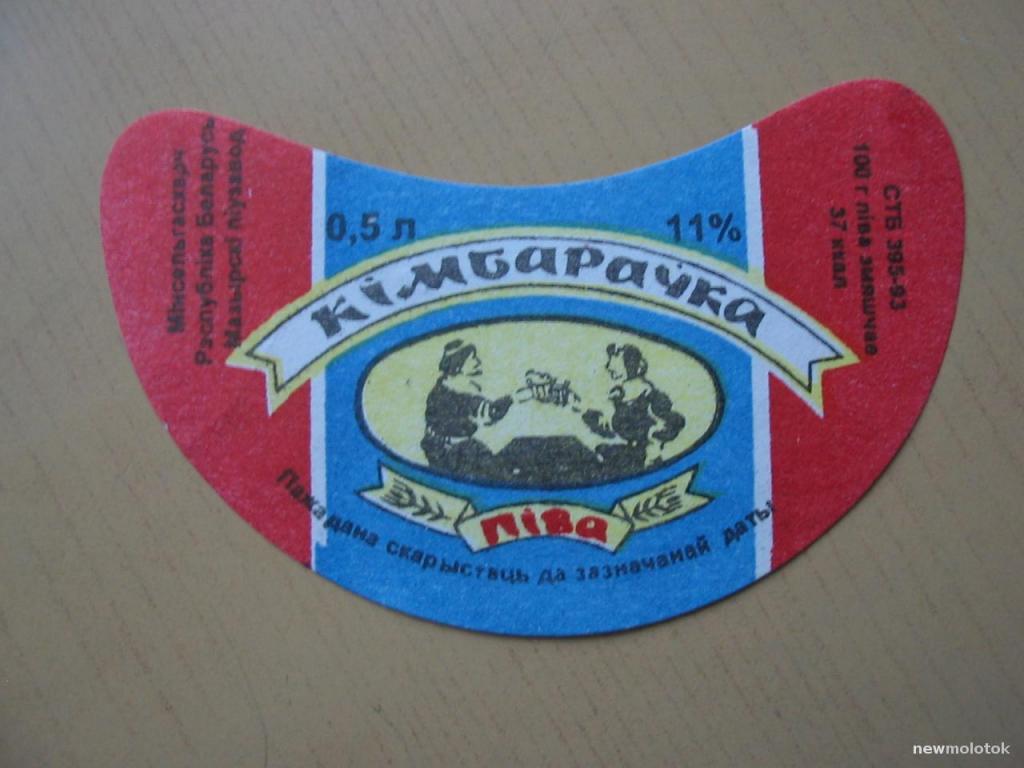 Мінсельгасхарч
Рэспубліка Беларусь
Мазырскі піўзавод
0,5 л
11%
кімбараўка
піва
Пажадана скарыстаць да зазначанай даты
СТБ 395-93
100 г піва змяшчае
37 ккал
newmolotok